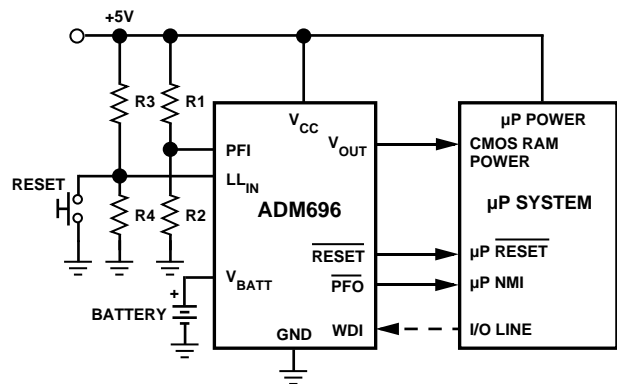 +5V
R3
R1
V_CC
V_OUT
µP POWER
CMOS RAM
POWER
PFI
RESET
LL_IN
R4
R2
ADM696
µP SYSTEM
RESET
µP RESET
V_BATT
PFO
µP NMI
+
BATTERY
GND
WDI
I/O LINE